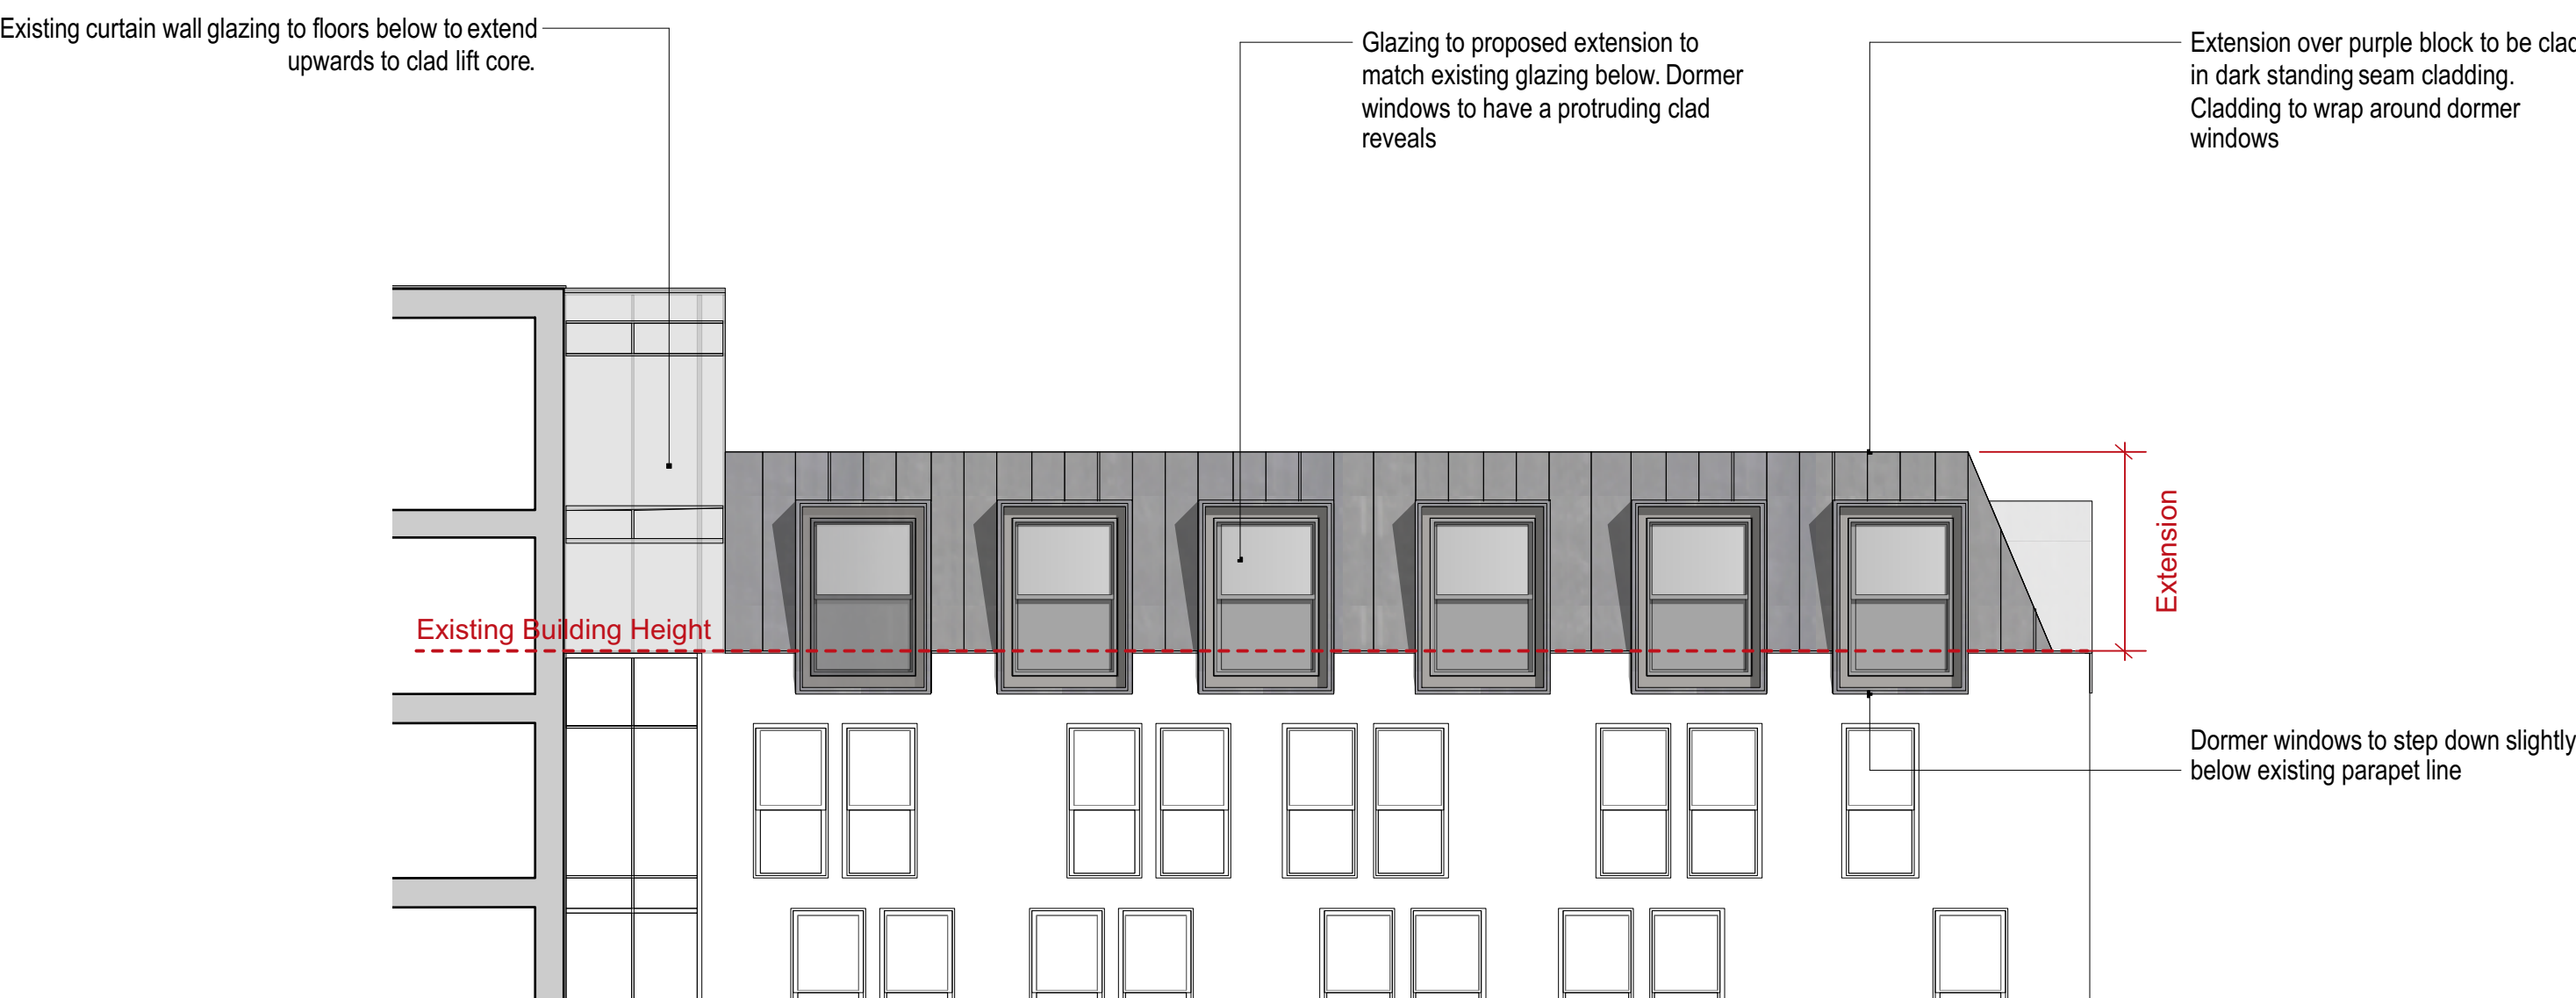 Existing curtain wall glazing to floors below to extend
upwards to clad lift core.
Glazing to proposed extension to
match existing glazing below. Dormer
windows to have a protruding clad
reveals
Extension over purple block to be clad
in dark standing seam cladding.
Cladding to wrap around dormer
windows
Existing Building Height
Extension
Dormer windows to step down slightly
below existing parapet line